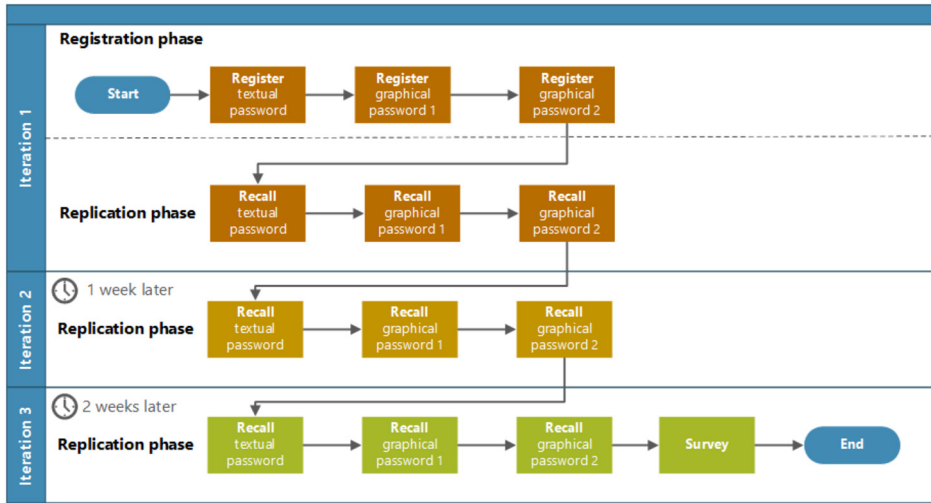 Iteration 1
Registration phase
Start
Register
textual
password
Register
graphical
password 1
Register
graphical
password 2
Replication phase
Recall
textual
password
Recall
graphical
password 1
Recall
graphical
password 2
Iteration 2
1 week later
Replication phase
Recall
textual
password
Recall
graphical
password 1
Recall
graphical
password 2
Iteration 3
2 weeks later
Replication phase
Recall
textual
password
Recall
graphical
password 1
Recall
graphical
password 2
Survey
End